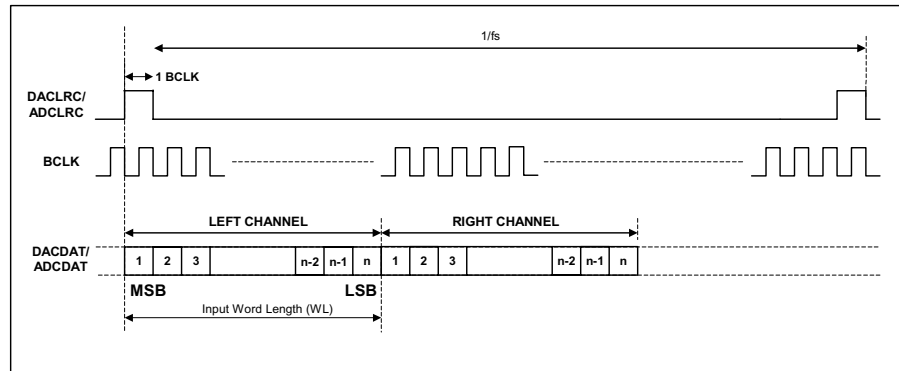 1/fs
1 BCLK
DACLRC/
ADCLRC
BCLK
LEFT CHANNEL RIGHT CHANNEL
DACDAT/
ADCDAT
1 2 3 n-2 n-1 n 1 2 3 n-2 n-1 n
MSB LSB
Input Word Length (WL)